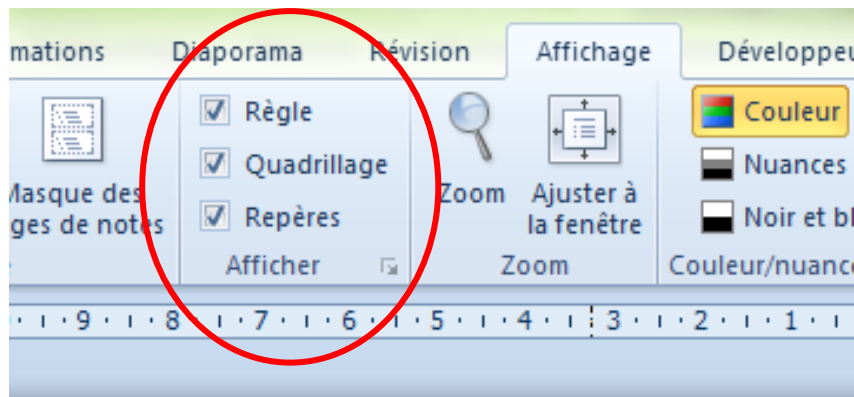 mations Diaporama Révision Affichage Développeu
Règle
Quadrillage
Repères
Afficher
Masque des
ges de notes
Zoom
Ajuster à
la fenêtre
Zoom
Couleur
Nuances
Noir et bl
Couleur/nuance
9 8 7 6 5 4 3 2 1